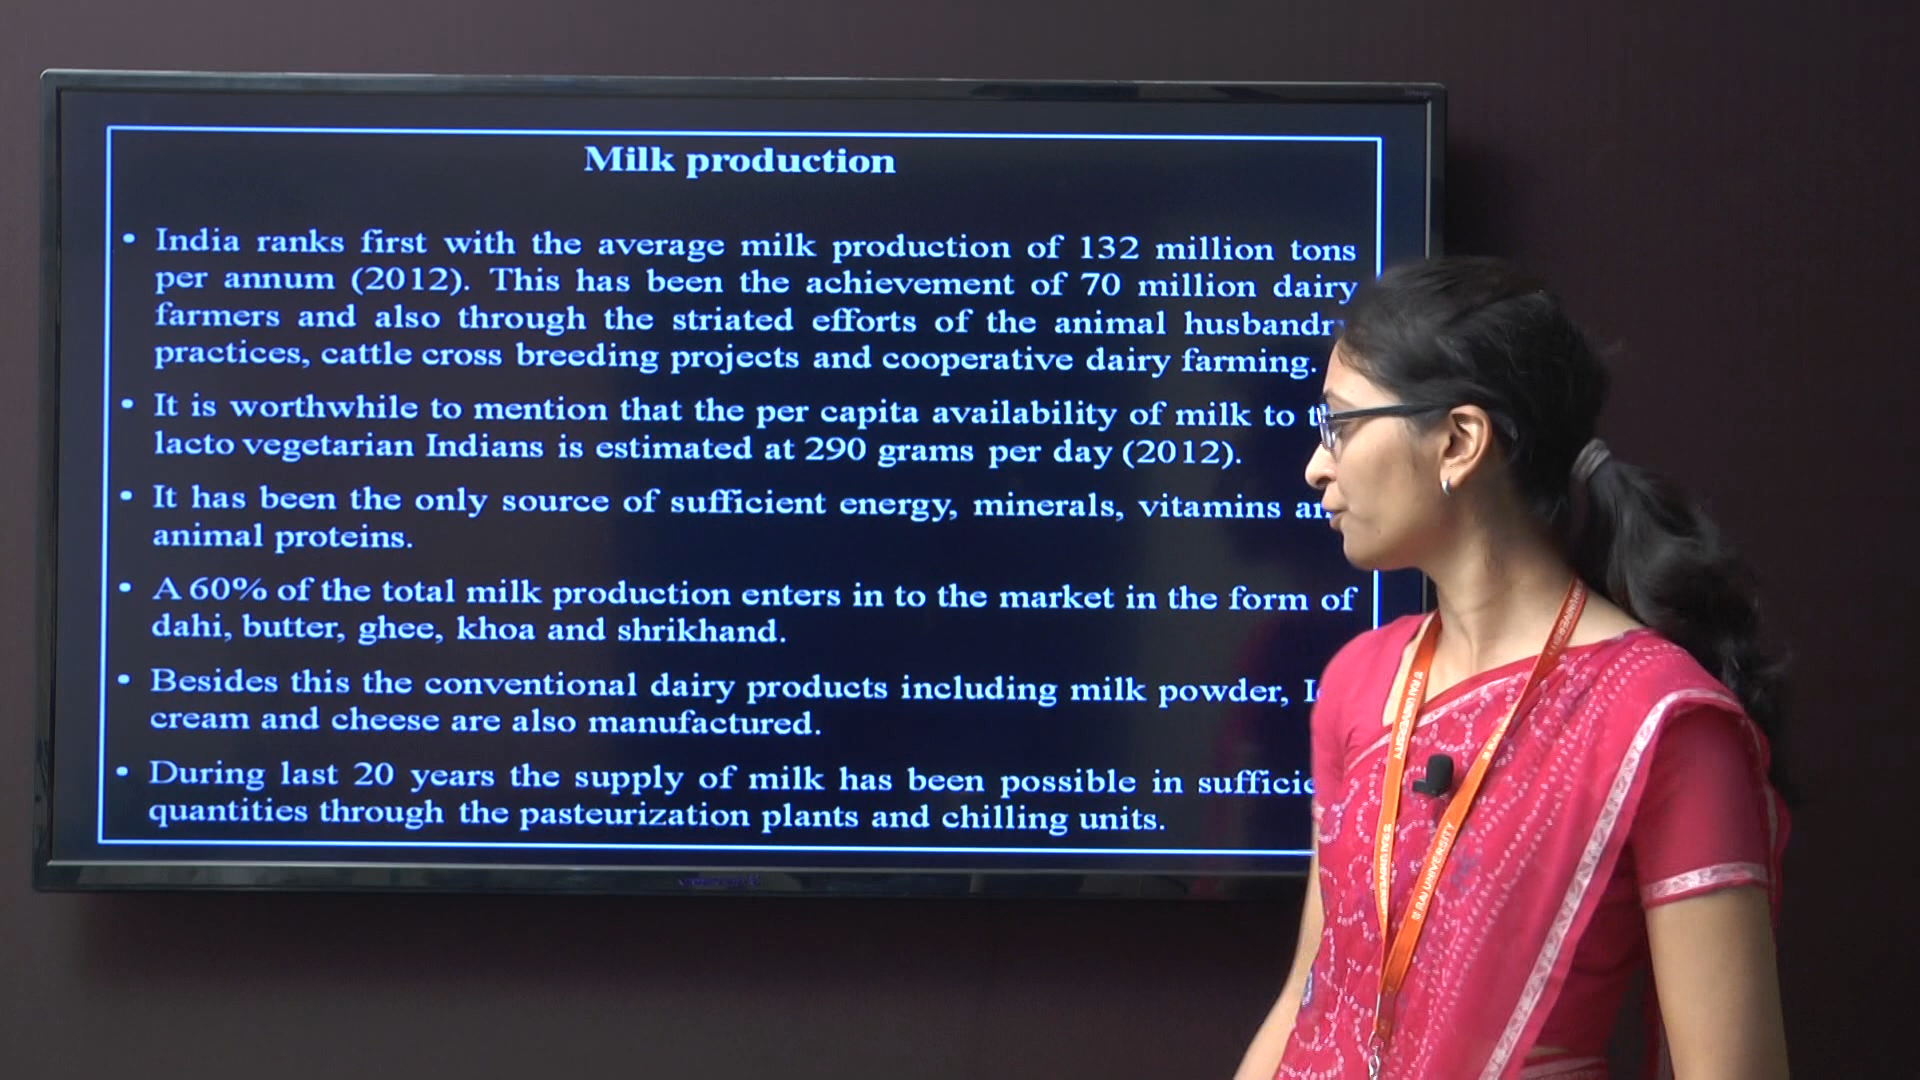 Milk production
• India ranks first with the average milk production of 132 million tons
per annum (2012). This has been the achievement of 70 million dairy
farmers and also through the striated efforts of the animal husbandry
practices, cattle cross breeding projects and cooperative dairy farming.
• It is worthwhile to mention that the per capita availability of milk to
lacto vegetarian Indians is estimated at 290 grams per day (2012).
• It has been the only source of sufficient energy, minerals, vitamins
animal proteins.
• A 60% of the total milk production enters in to the market in the form of
dahi, butter, ghee, khoa and shrikhand.
• Besides this the conventional dairy products including milk powder,
cream and cheese are also manufactured.
• During last 20 years the supply of milk has been possible in
quantities through the pasteurization plants and chilling units.
RAI UNIVERSITY
RAI UNIVERSITY
RAI UNIVERSITY